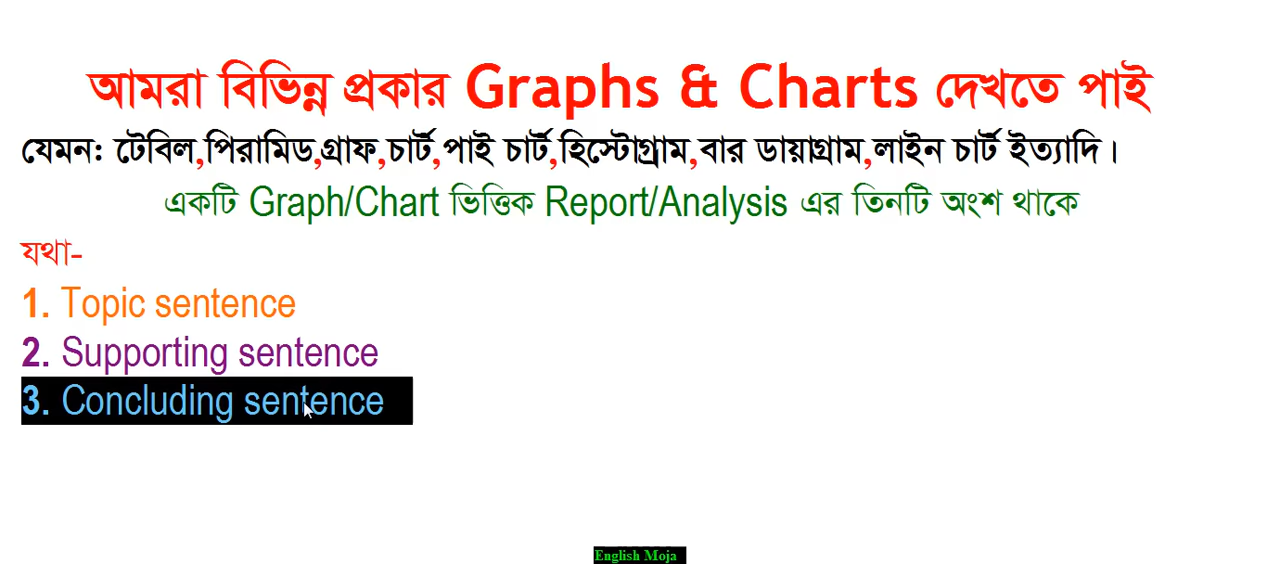 আমরা বিভিন্ন প্রকার Graphs & Charts দেখতে পাই
যেমন: টেবিল,পিরামিড,গ্রাফ,চার্ট,পাই চার্ট,হিস্টোগ্রাম,বার ডায়াগ্রাম,লাইন চার্ট ইত্যাদি।
একটি Graph/Chart ভিত্তিক Report/Analysis এর তিনটি অংশ থাকে
যথা-
1. Topic sentence
2. Supporting sentence
3. Concluding sentence
English Moja